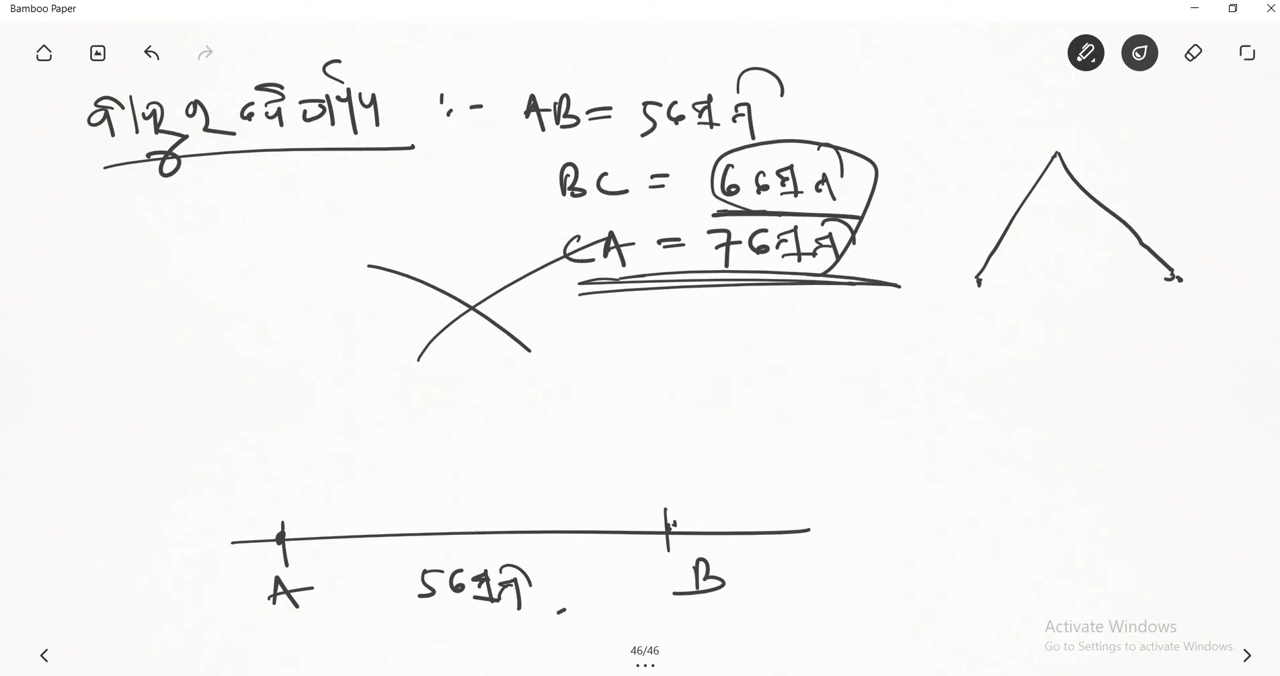 Bamboo Paper
ବାହୁର ଦୈର୍ଘ୍ୟ :- AB = 5ସେମି
BC = 6ସେମି
CA = 7ସେମି
A 5ସେମି B
Activate Windows
Go to Settings to activate Windows.
46/46